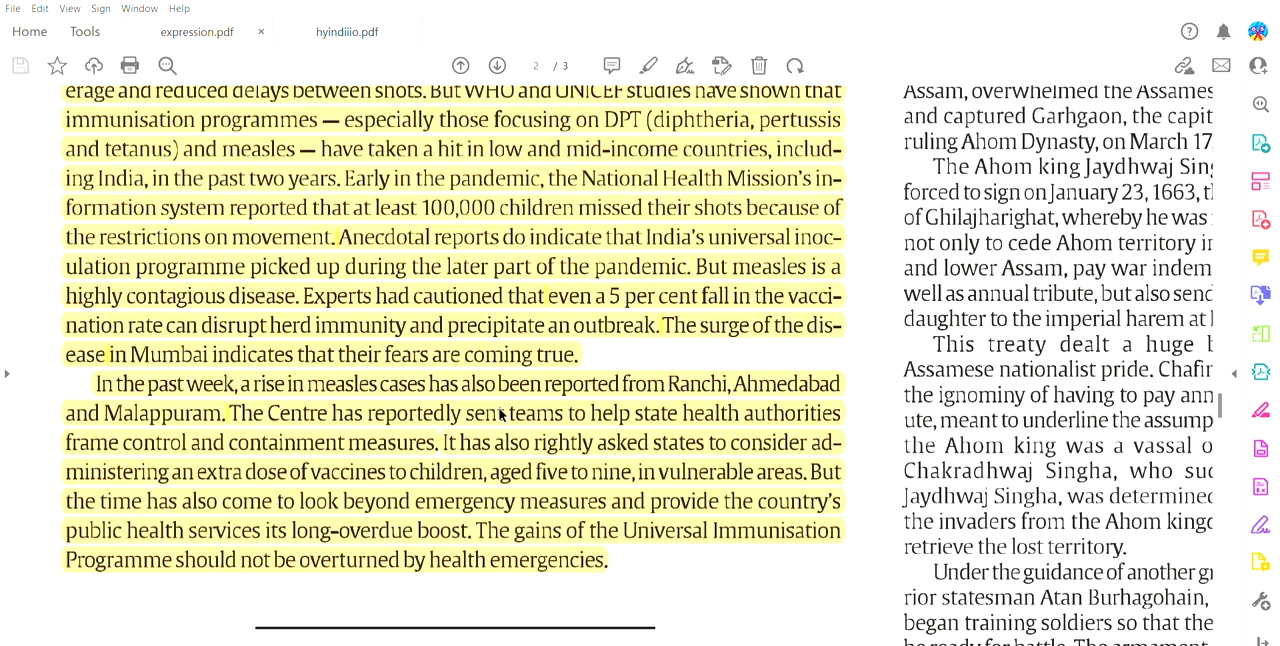 File Edit View Sign Window Help
Home Tools expression.pdf × hyindiiio.pdf
2 / 3
erage and reduced delays between shots. But WHO and UNICEF studies have shown that
immunisation programmes — especially those focusing on DPT (diphtheria, pertussis
and tetanus) and measles — have taken a hit in low and mid-income countries, includ-
ing India, in the past two years. Early in the pandemic, the National Health Mission's in-
formation system reported that at least 100,000 children missed their shots because of
the restrictions on movement. Anecdotal reports do indicate that India's universal inoc-
ulation programme picked up during the later part of the pandemic. But measles is a
highly contagious disease. Experts had cautioned that even a 5 per cent fall in the vacci-
nation rate can disrupt herd immunity and precipitate an outbreak. The surge of the dis-
ease in Mumbai indicates that their fears are coming true.
In the past week, a rise in measles cases has also been reported from Ranchi, Ahmedabad
and Malappuram. The Centre has reportedly sent teams to help state health authorities
frame control and containment measures. It has also rightly asked states to consider ad-
ministering an extra dose of vaccines to children, aged five to nine, in vulnerable areas. But
the time has also come to look beyond emergency measures and provide the country's
public health services its long-overdue boost. The gains of the Universal Immunisation
Programme should not be overturned by health emergencies.
Assam, overwhelmed the Assames
and captured Garhgaon, the capit
ruling Ahom Dynasty, on March 17
The Ahom king Jaydhwaj Sing
forced to sign on January 23, 1663, tl
of Ghilajharighat, whereby he was
not only to cede Ahom territory in
and lower Assam, pay war indem
well as annual tribute, but also send
daughter to the imperial harem at
This treaty dealt a huge b
Assamese nationalist pride. Chafin
the ignominy of having to pay ann
ute, meant to underline the assump
the Ahom king was a vassal o
Chakradhwaj Singha, who suc
Jaydhwaj Singha, was determined
the invaders from the Ahom kingd
retrieve the lost territory.
Under the guidance of another gr
rior statesman Atan Burhagohain,
began training soldiers so that the
be ready for battle. The armament